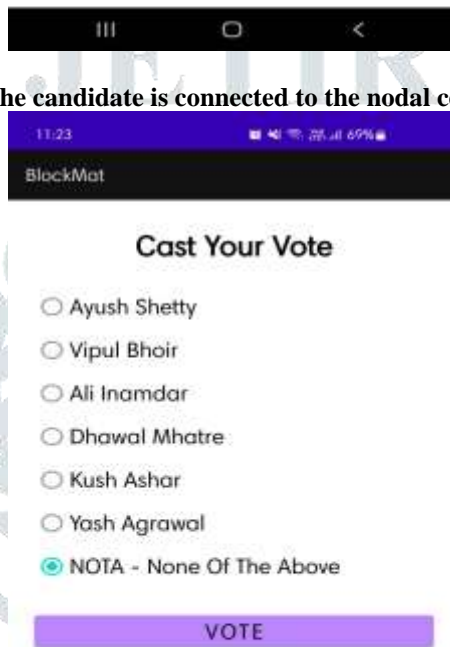 JETIR
he candidate is connected to the nodal c
11:23 69%
BlockMat
Cast Your Vote
Ayush Shetty
Vipul Bhoir
Ali Inamdar
Dhawal Mhatre
Kush Ashar
Yash Agrawal
NOTA - None Of The Above
VOTE